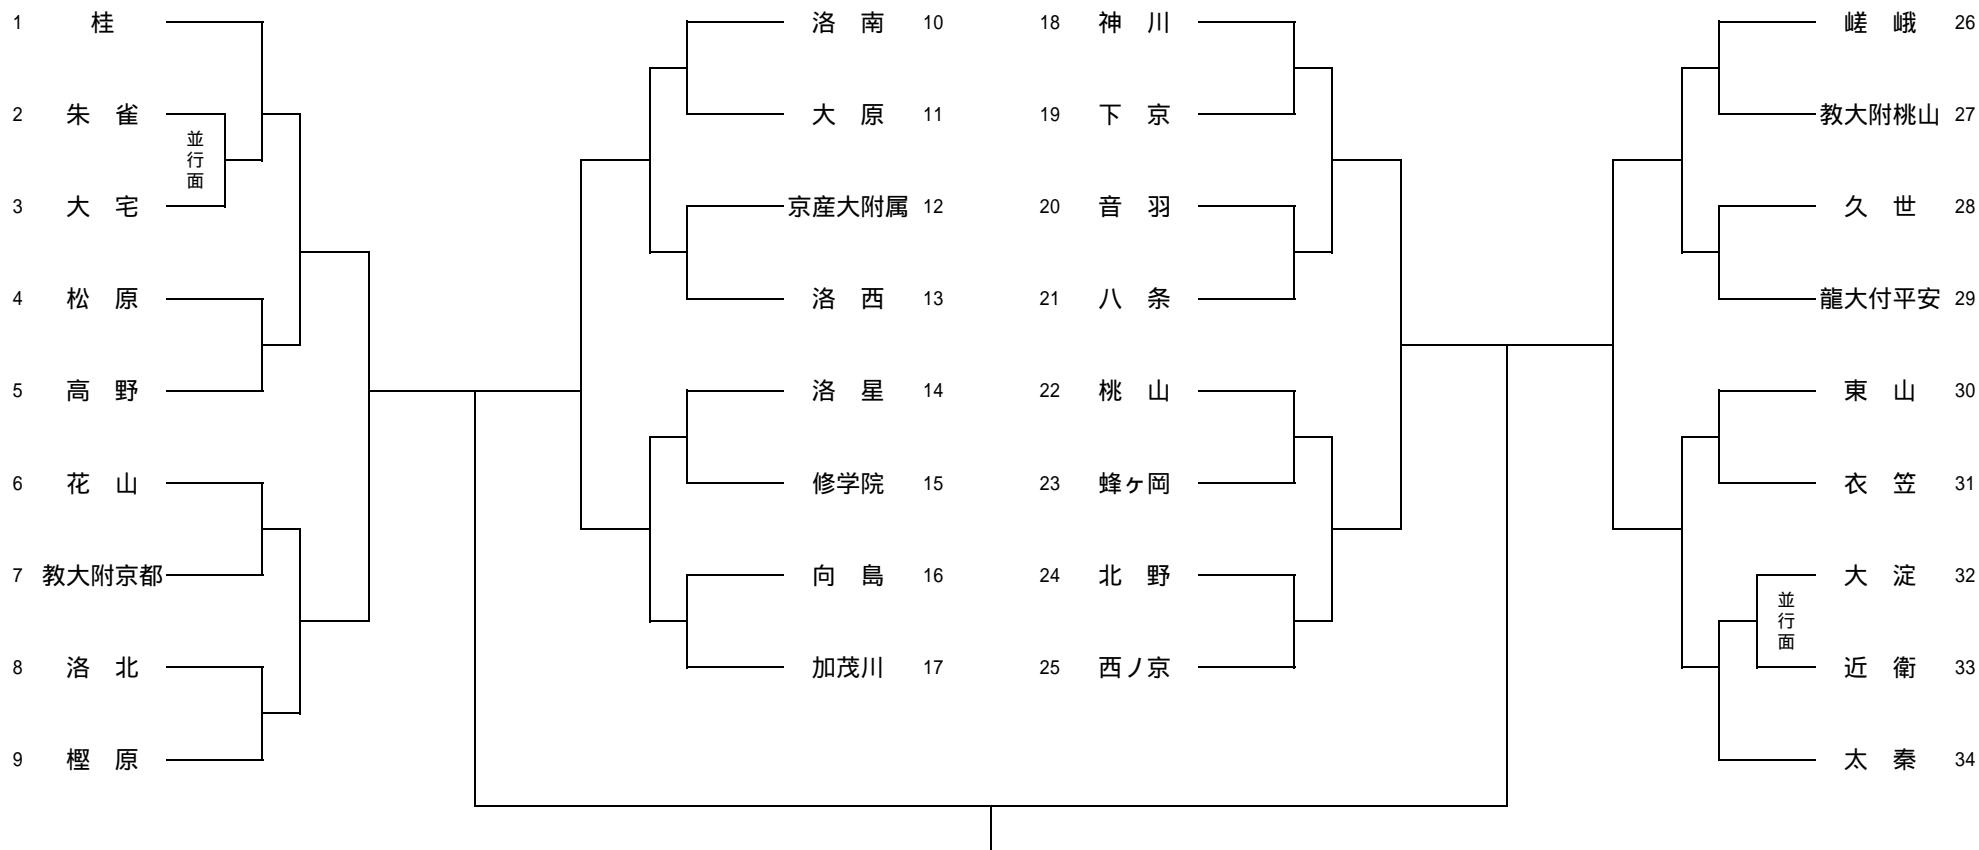 1 桂
2 朱 雀
3 大 宅
並行面
4 松 原
5 高 野
6 花 山
7 教大附京都
8 洛 北
9 樫 原
洛 南 10
大 原 11
京産大附属 12
洛 西 13
洛 星 14
修学院 15
向 島 16
加茂川 17
18 神 川
19 下 京
20 音 羽
21 八 条
22 桃 山
23 蜂ヶ岡
24 北 野
25 西ノ京
嵯 峨 26
教大附桃山 27
久 世 28
龍大付平安 29
東 山 30
衣 笠 31
大 淀 32
並行面
近 衛 33
太 秦 34